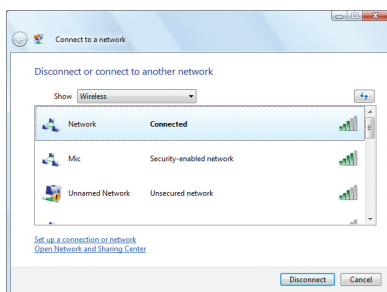 Connect to a network
Disconnect or connect to another network
Show Wireless
Network Connected
Mic Security-enabled network
Unnamed Network Unsecured network
Set up a connection or network
Open Network and Sharing Center
Disconnect Cancel